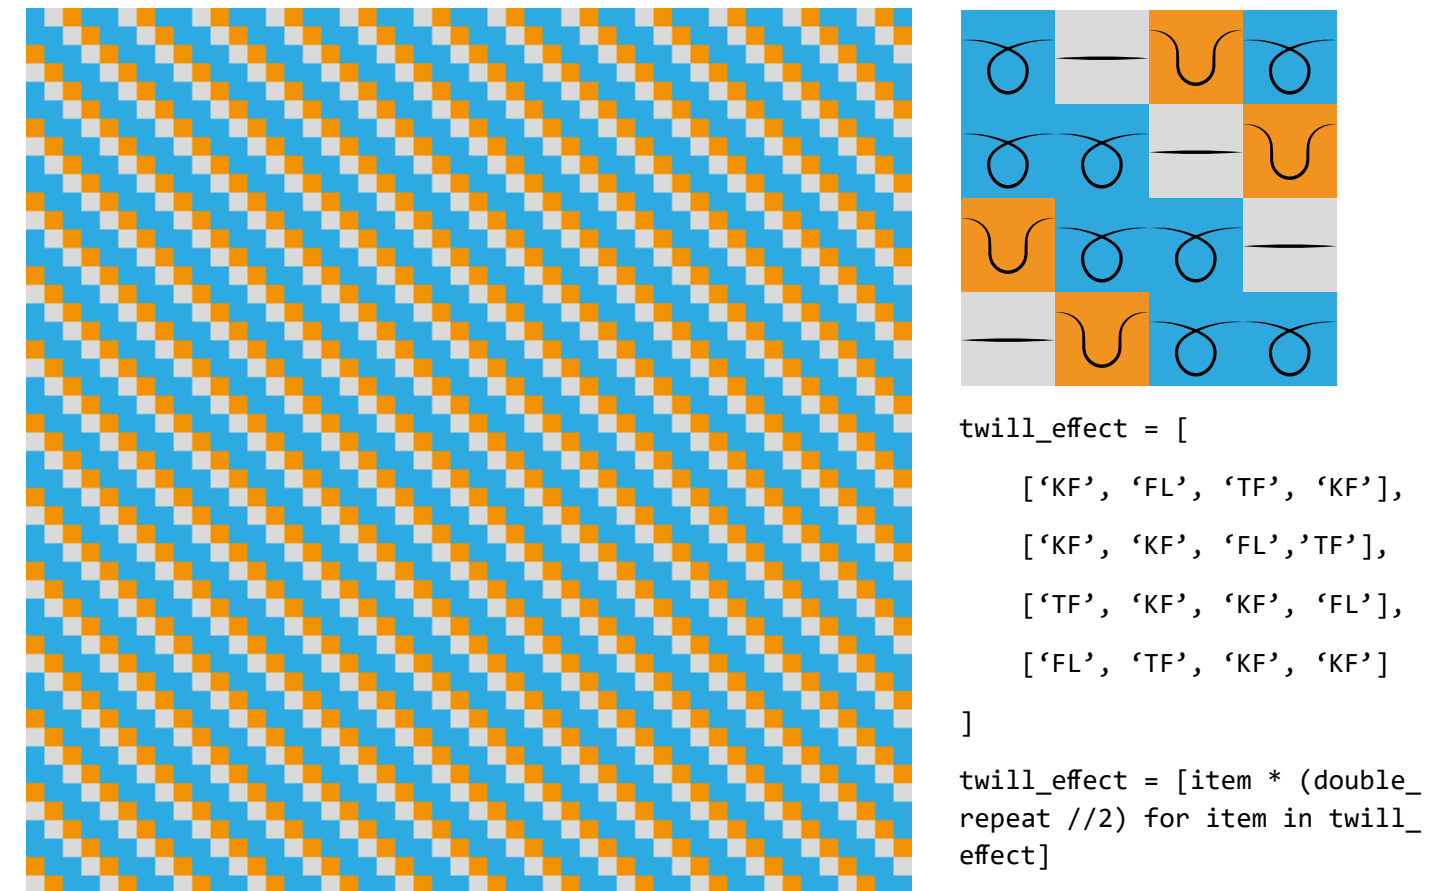 twill_effect = [
[‘KF’, ‘FL’, ‘TF’, ‘KF’],
[‘KF’, ‘KF’, ‘FL’,’TF’],
[‘TF’, ‘KF’, ‘KF’, ‘FL’],
[‘FL’, ‘TF’, ‘KF’, ‘KF’]
]
twill_effect = [item * (double_
repeat //2) for item in twill_
effect]